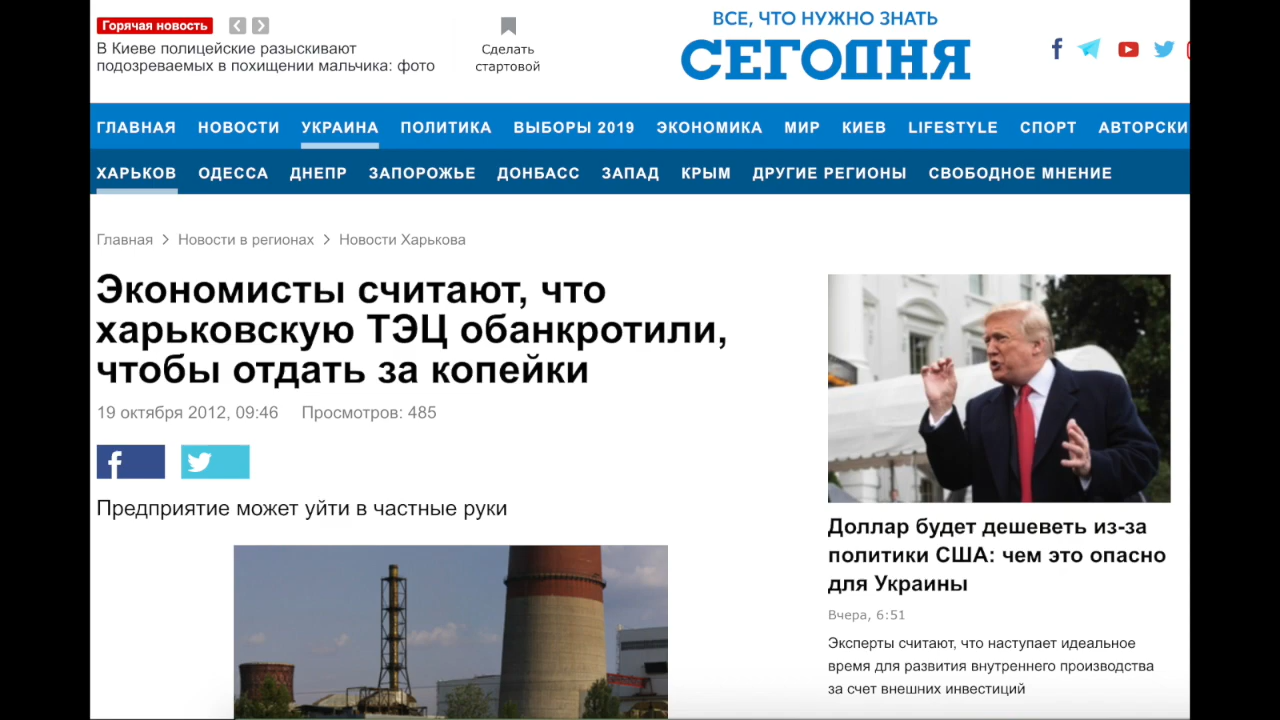 Горячая новость
В Киеве полицейские разыскивают
подозреваемых в похищении мальчика: фото
Сделать
стартовой
ВСЕ, ЧТО НУЖНО ЗНАТЬ
СЕГОДНЯ
ГЛАВНАЯ НОВОСТИ УКРАИНА ПОЛИТИКА ВЫБОРЫ 2019 ЭКОНОМИКА МИР КИЕВ LIFESTYLE СПОРТ АВТОРСКИ
ХАРЬКОВ ОДЕССА ДНЕПР ЗАПОРОЖЬЕ ДОНБАСС ЗАПАД КРЫМ ДРУГИЕ РЕГИОНЫ СВОБОДНОЕ МНЕНИЕ
Главная > Новости в регионах > Новости Харькова
Экономисты считают, что
харьковскую ТЭЦ обанкротили,
чтобы отдать за копейки
19 октября 2012, 09:46 Просмотров: 485
Предприятие может уйти в частные руки
Доллар будет дешеветь из-за
политики США: чем это опасно
для Украины
Вчера, 6:51
Эксперты считают, что наступает идеальное
время для развития внутреннего производства
за счет внешних инвестиций